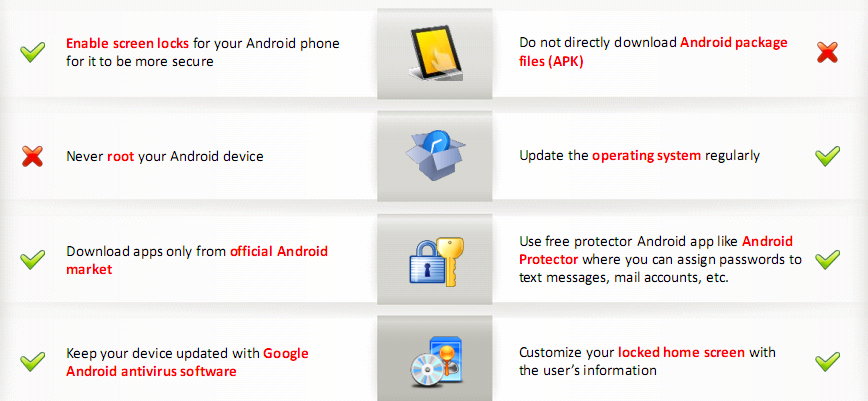 Enable screen locks for your Android phone
for it to be more secure
Do not directly download Android package
files (APK)
Never root your Android device
Update the operating system regularly
Download apps only from official Android
market
Use free protector Android app like Android
Protector where you can assign passwords to
text messages, mail accounts, etc.
Keep your device updated with Google
Android antivirus software
Customize your locked home screen with
the user's information